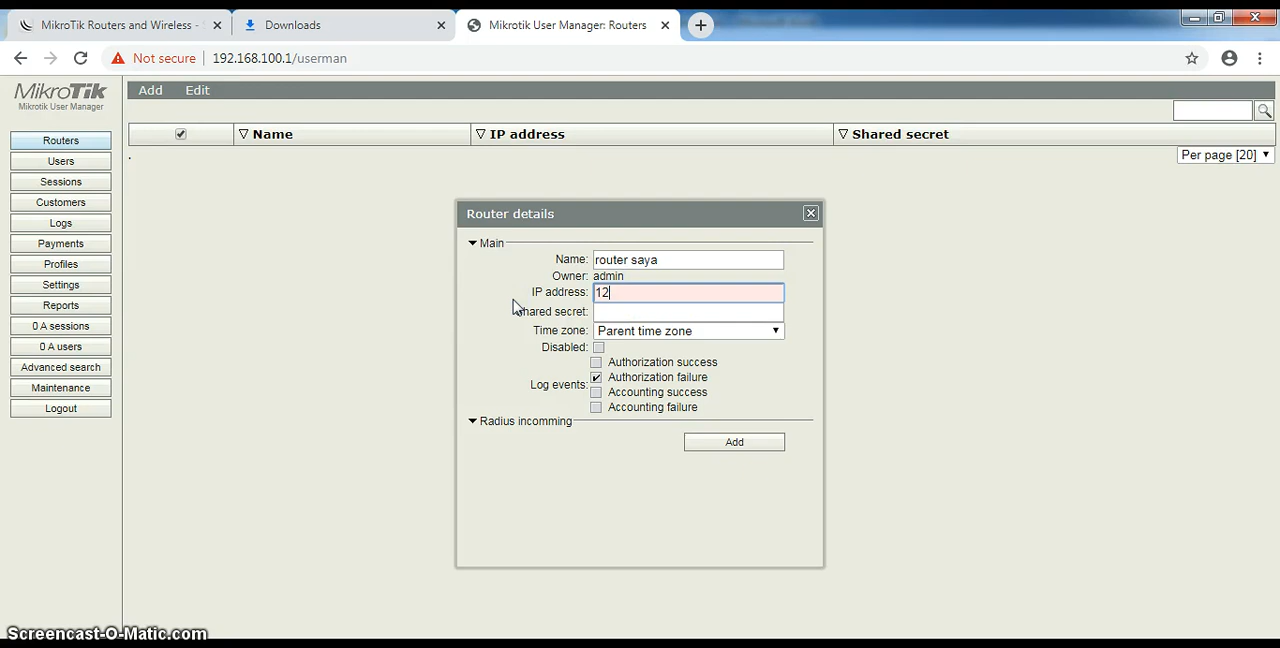 MikroTik Routers and Wireless -
Downloads
Mikrotik User Manager: Routers
Not secure
192.168.100.1/userman
MikroTik
Mikrotik User Manager
Add
Edit
Name
IP address
Shared secret
Per page [20]
Routers
Users
Sessions
Customers
Logs
Payments
Profiles
Settings
Reports
0 A sessions
0 A users
Advanced search
Maintenance
Logout
Router details
Main
Name: router saya
Owner: admin
IP address: 12
Shared secret:
Time zone: Parent time zone
Disabled:
Log events:
Authorization success
Authorization failure
Accounting success
Accounting failure
Radius incomming
Add
Screencast-O-Matic.com